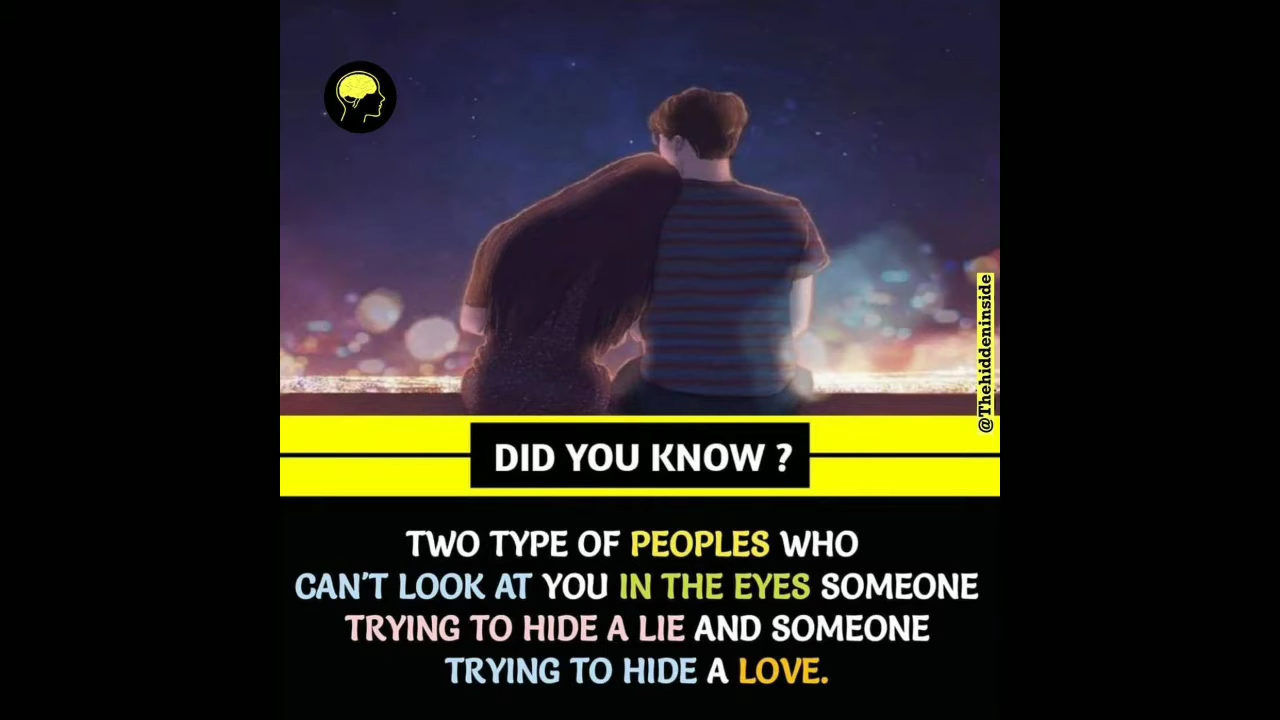 @Thehiddeninside
DID YOU KNOW ?
TWO TYPE OF PEOPLES WHO
CAN'T LOOK AT YOU IN THE EYES SOMEONE
TRYING TO HIDE A LIE AND SOMEONE
TRYING TO HIDE A LOVE.